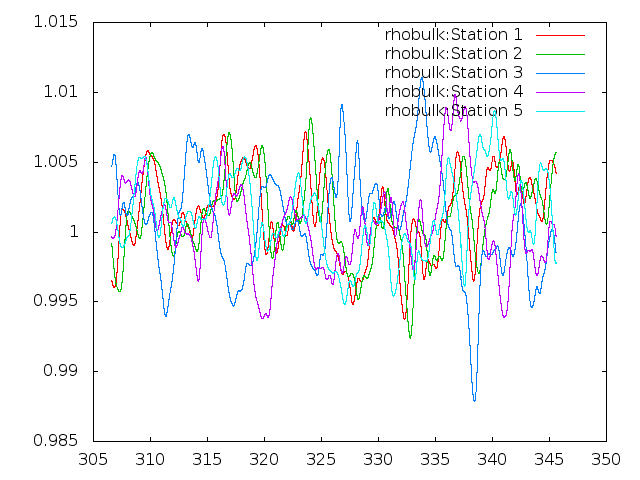 1.015
1.01
1.005
1
0.995
0.99
0.985
305 310 315 320 325 330 335 340 345 350
rhobulk:Station 1
rhobulk:Station 2
rhobulk:Station 3
rhobulk:Station 4
rhobulk:Station 5